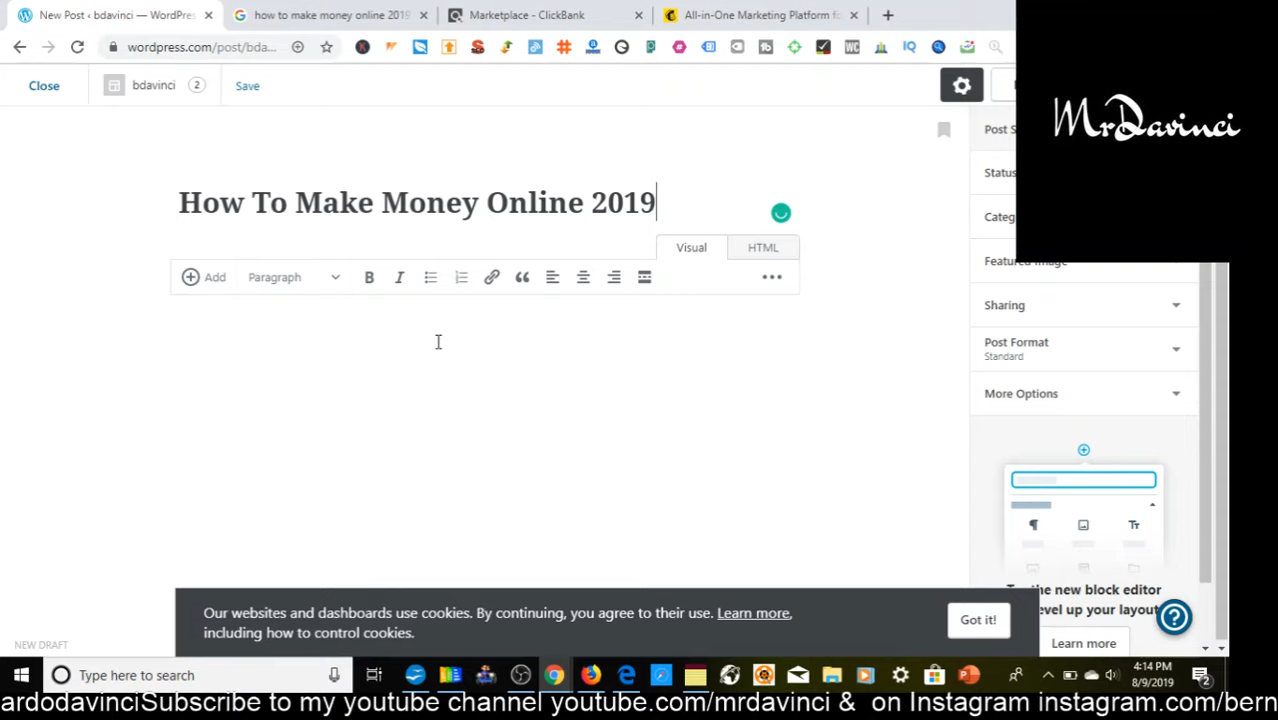 New Post ‹ bdavinci — WordPres
how to make money online 2019
Marketplace - ClickBank
All-in-One Marketing Platform fo
wordpress.com/post/bda...
WC
IQ
Close
bdavinci
2
Save
Post S
Status
Categ
Featured Image
Sharing
Post Format
Standard
More Options
MrDavinci
How To Make Money Online 2019
Visual
HTML
Add
Paragraph
B
I
Our websites and dashboards use cookies. By continuing, you agree to their use. Learn more,
including how to control cookies.
Got it!
the new block editor
evel up your layout
Learn more
NEW DRAFT
Type here to search
4:14 PM
8/9/2019
2
ardodavinciSubscribe to my youtube channel youtube.com/mrdavinci & on Instagram instagram.com/bern